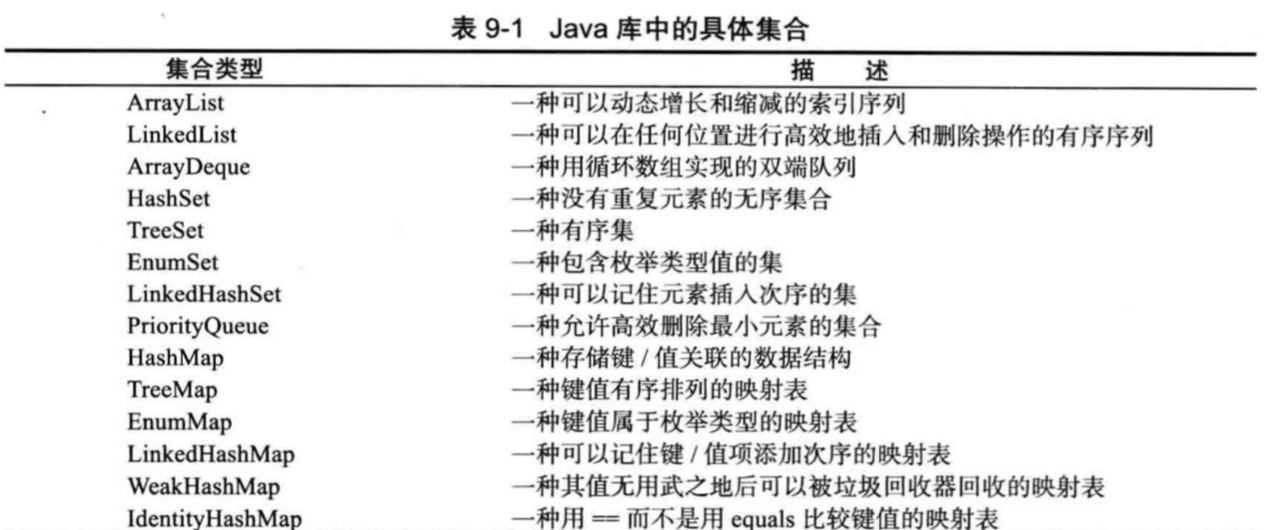 表 9-1 Java 库中的具体集合
集合类型 描 述
ArrayList 一种可以动态增长和缩减的索引序列
LinkedList 一种可以在任何位置进行高效地插入和删除操作的有序序列
ArrayDeque 一种用循环数组实现的双端队列
HashSet 一种没有重复元素的无序集合
TreeSet 一种有序集
EnumSet 一种包含枚举类型值的集
LinkedHashSet 一种可以记住元素插入次序的集
PriorityQueue 一种允许高效删除最小元素的集合
HashMap 一种存储键 / 值关联的数据结构
TreeMap 一种键值有序排列的映射表
EnumMap 一种键值属于枚举类型的映射表
LinkedHashMap 一种可以记住键 / 值项添加次序的映射表
WeakHashMap 一种其值无用武之地后可以被垃圾回收器回收的映射表
IdentityHashMap 一种用 == 而不是用 equals 比较键值的映射表